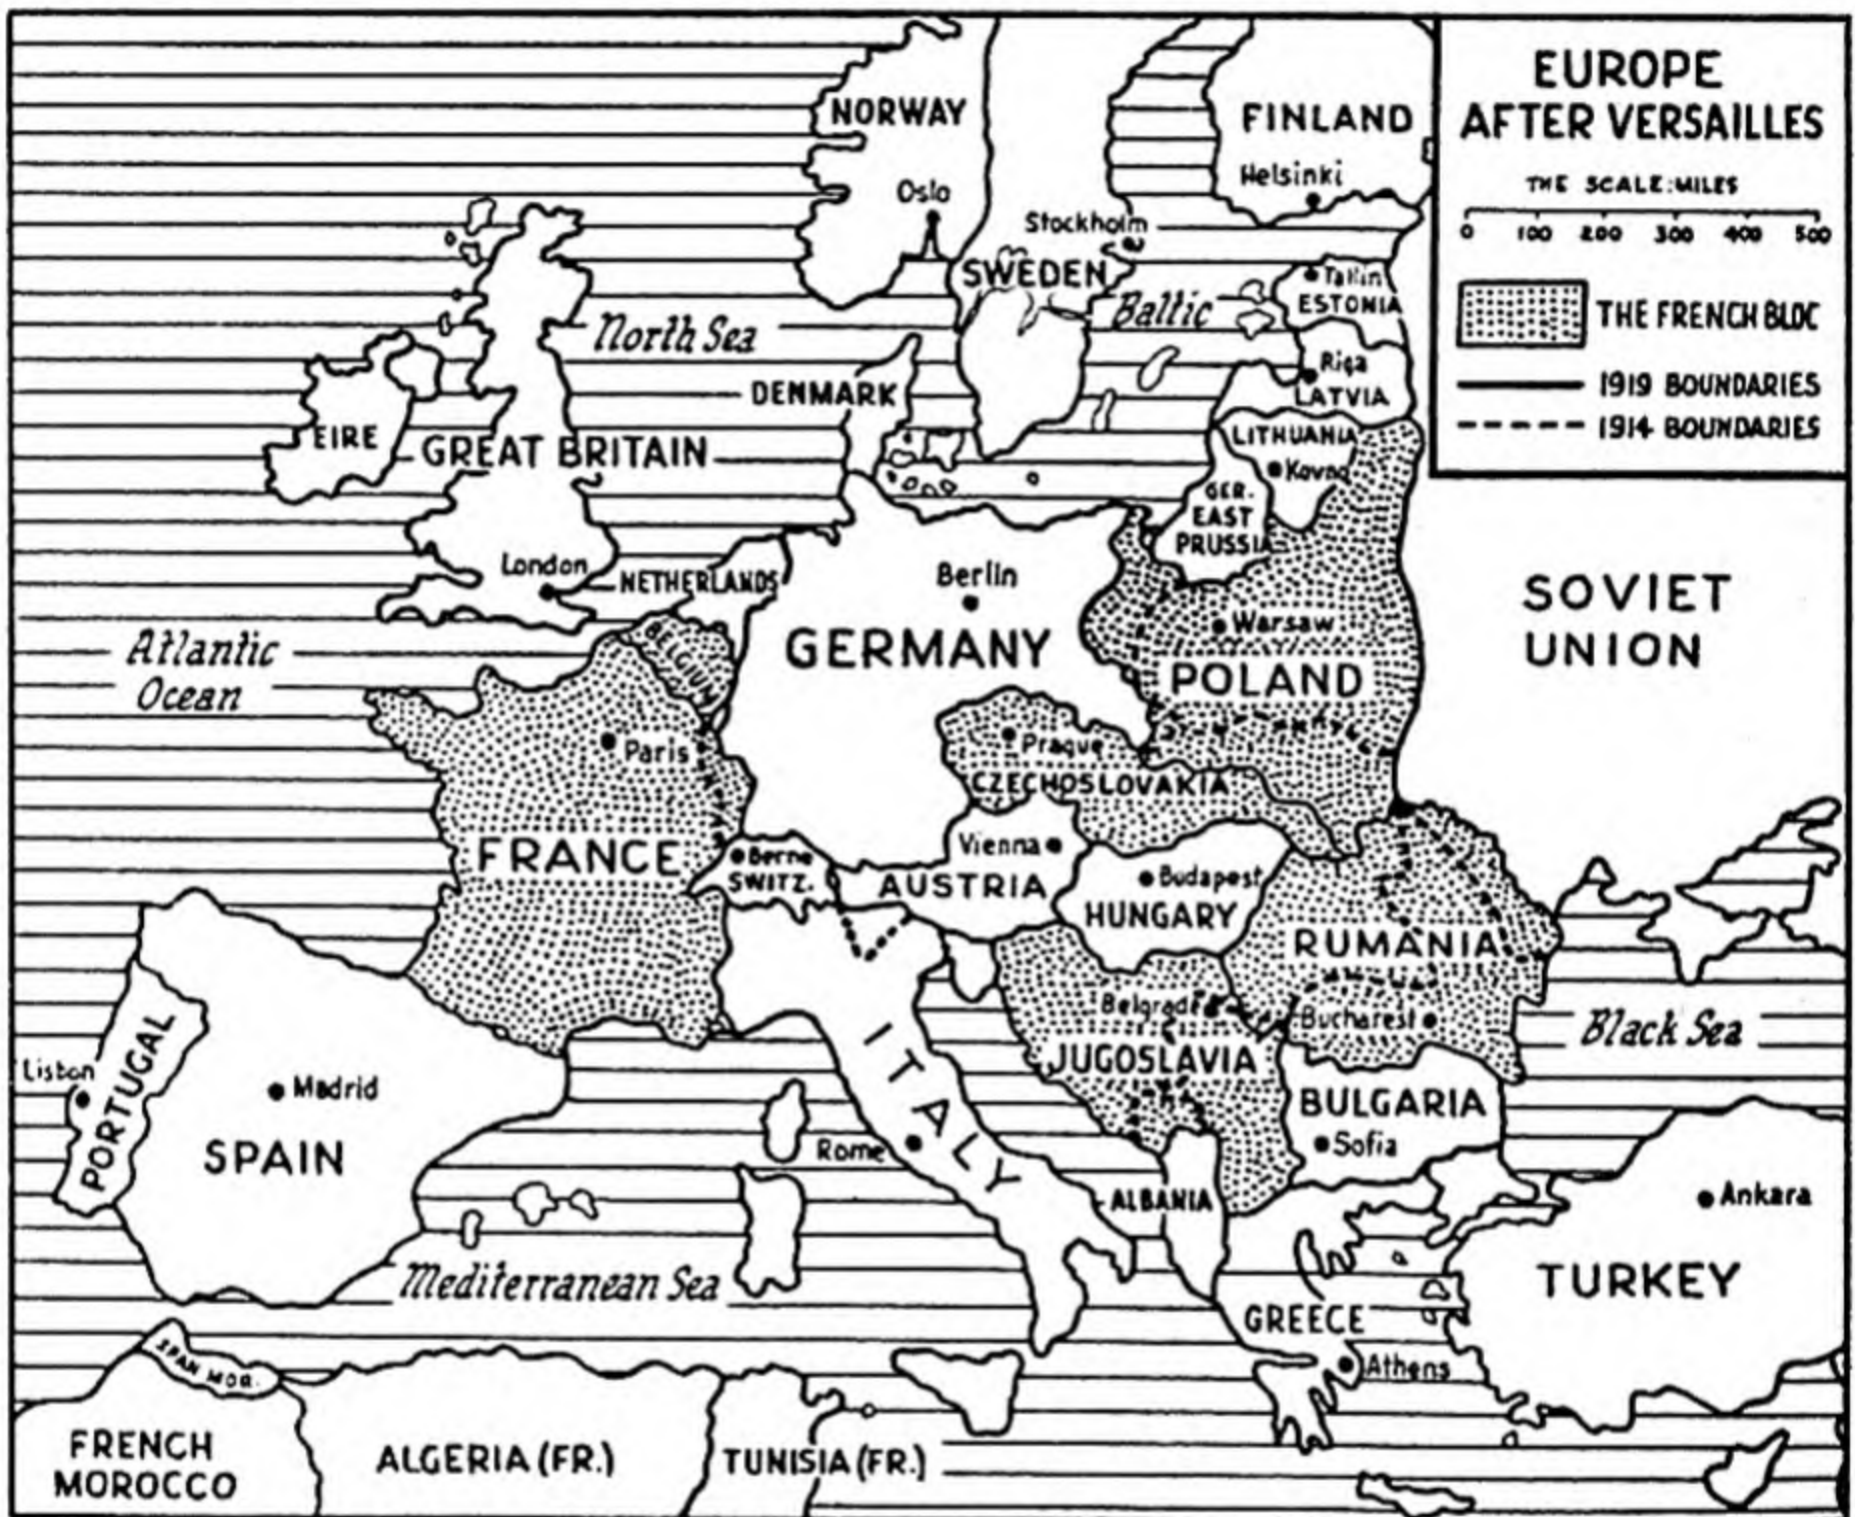 EUROPE
AFTER VERSAILLES
THE SCALE:MILES
0 100 200 300 400 500
THE FRENCH BLOC
1919 BOUNDARIES
1914 BOUNDARIES
NORWAY
Oslo
FINLAND
Helsinki
Stockholm
SWEDEN
Baltic
Tallin
ESTONIA
North Sea
Riga
LATVIA
DENMARK
EIRE
GREAT BRITAIN
LITHUANIA
Kovno
GER.
EAST
PRUSSIA
London
NETHERLANDS
Berlin
GERMANY
BELGIUM
Warsaw
POLAND
SOVIET
UNION
Atlantic
Ocean
Paris
Prague
CZECHOSLOVAKIA
FRANCE
Berne
SWITZ.
Vienna
AUSTRIA
Budapest
HUNGARY
RUMANIA
Belgrade
Bucharest
Black Sea
JUGOSLAVIA
ITALY
Lisbon
PORTUGAL
Madrid
SPAIN
Rome
BULGARIA
Sofia
ALBANIA
Ankara
TURKEY
Mediterranean Sea
GREECE
Athens
SPAN MOR.
FRENCH
MOROCCO
ALGERIA (FR.)
TUNISIA (FR.)